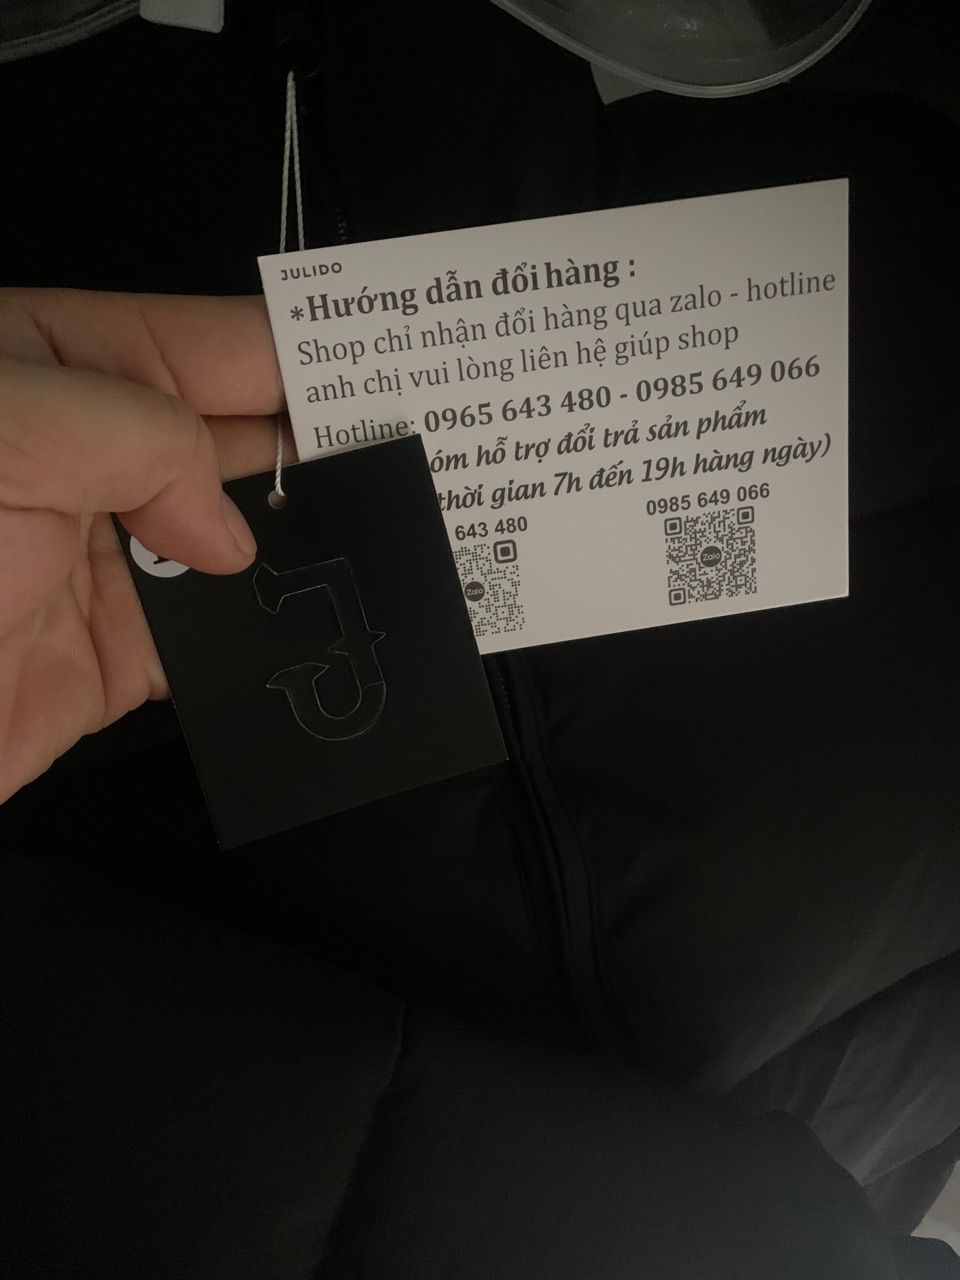 JULIDO
*Hướng dẫn đổi hàng :
Shop chỉ nhận đổi hàng qua zalo - hotline
anh chị vui lòng liên hệ giúp shop
Hotline: 0965 643 480 - 0985 649 066
óm hỗ trợ đổi trả sản phẩm
thời gian 7h đến 19h hàng ngày)
643 480
0985 649 066
Zalo
Zalo